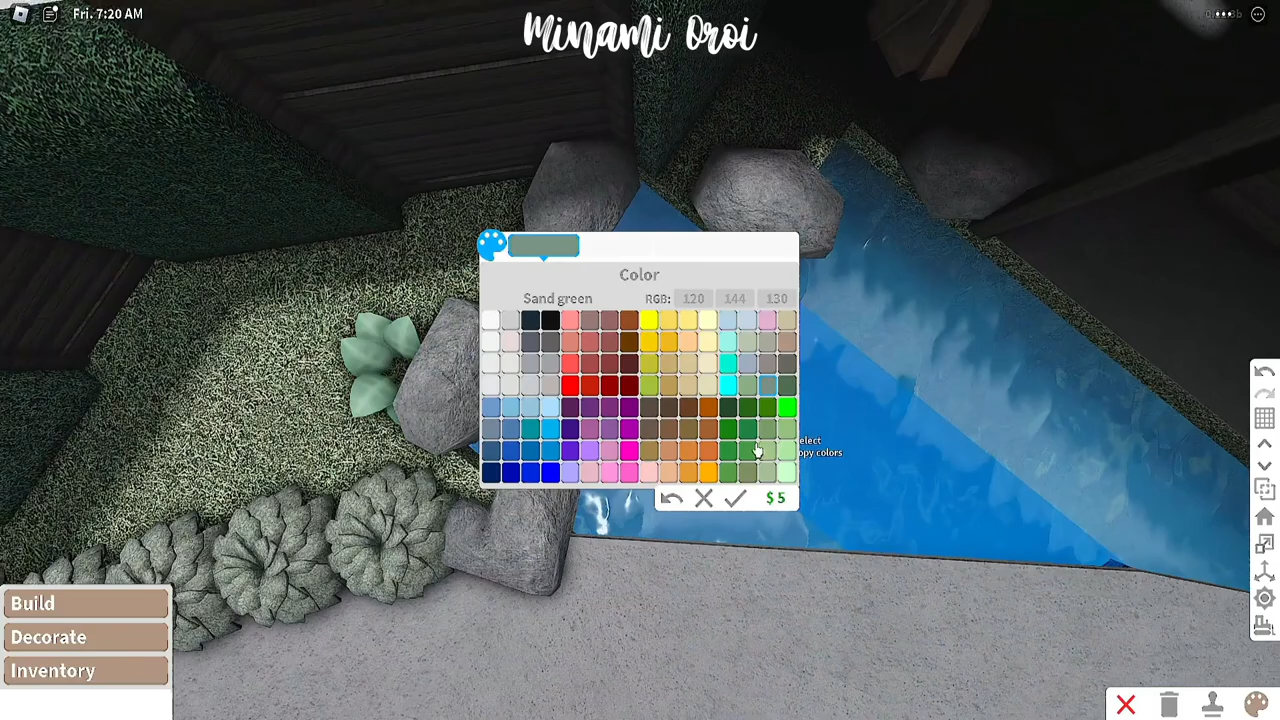 Fri. 7:20 AM
Minami Oroi
Color
Sand green
RGB: 120 144 130
elect
opy colors
$ 5
Build
Decorate
Inventory